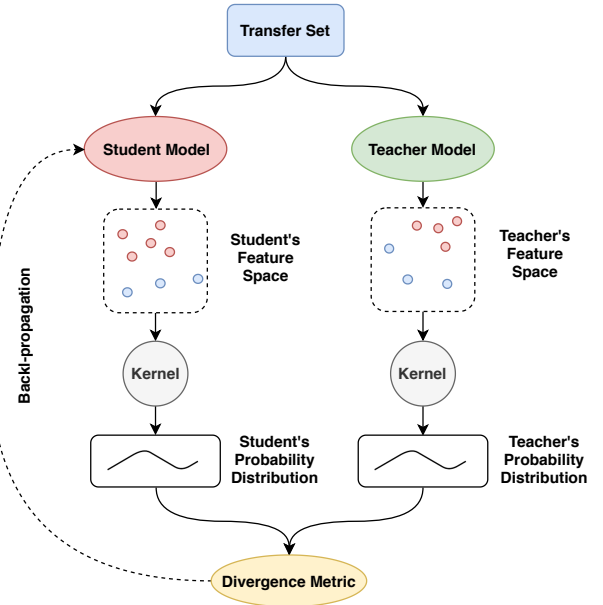 Transfer Set
Student Model
Teacher Model
Student's
Feature
Space
Teacher's
Feature
Space
Backl-propagation
Kernel
Kernel
Student's
Probability
Distribution
Teacher's
Probability
Distribution
Divergence Metric